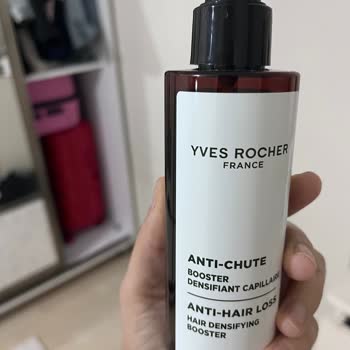 YVES ROCHER
FRANCE
ANTI-CHUTE
BOOSTER
DENSIFIANT CAPILLAIRE
ANTI-HAIR LOSS
HAIR DENSIFYING
BOOSTER